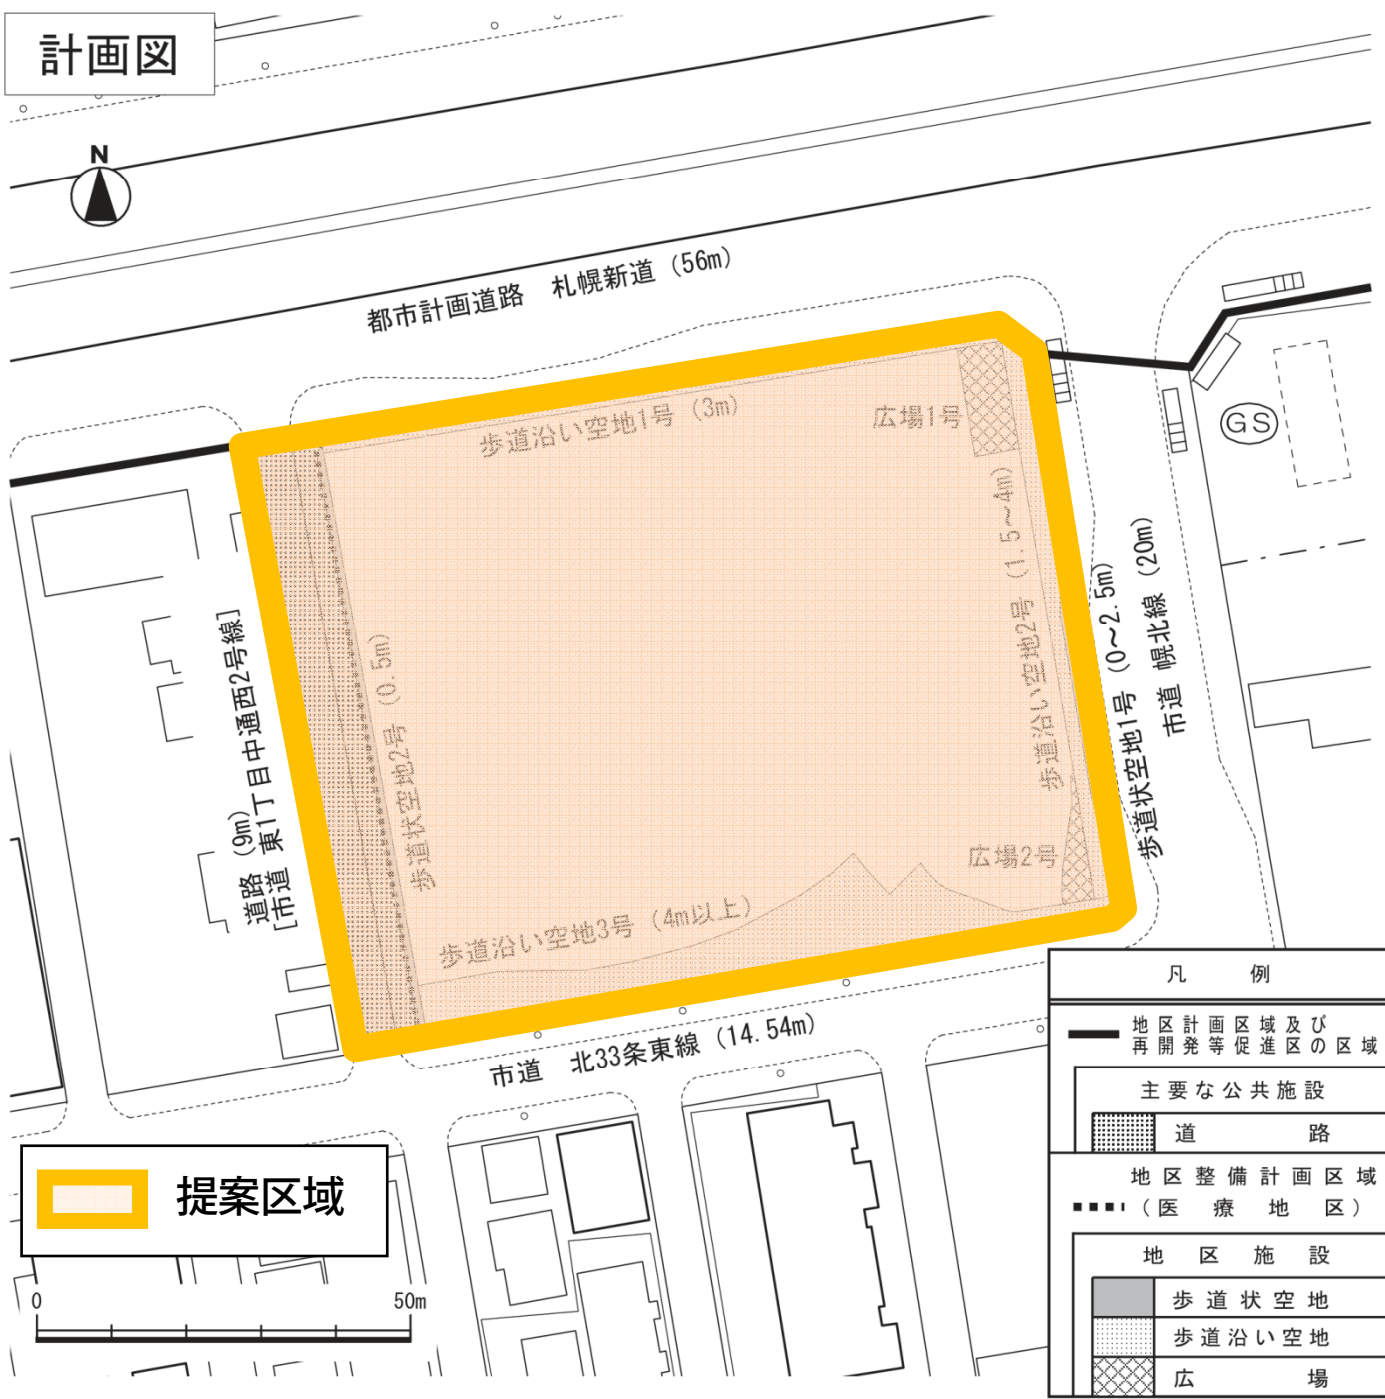 計画図
N
都市計画道路　札幌新道（56m）
歩道沿い空地1号（3m）
広場1号
GS
歩道沿い空地2号（1.5～4m）
歩道状空地1号（0～2.5m）
市道　幌北線（20m）
歩道状空地2号（0.5m）
道路（9m）
［市道　東1丁目中通西2号線］
広場2号
歩道沿い空地3号（4m以上）
市道　北33条東線（14.54m）
提案区域
0
50m
凡例
地区計画区域及び
再開発等促進区の区域
主要な公共施設
道路
地区整備計画区域
（医療地区）
地区施設
歩道状空地
歩道沿い空地
広場